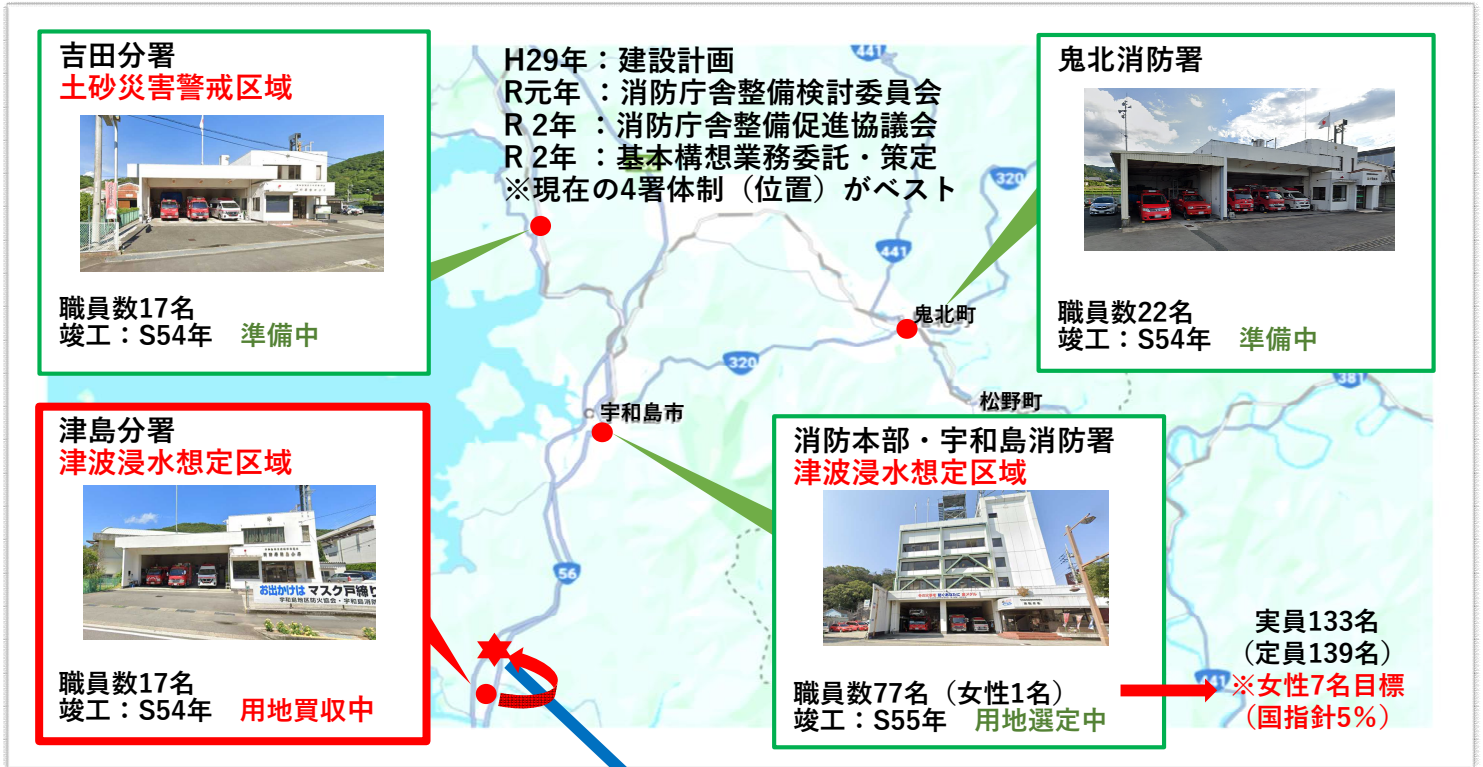 吉田分署
土砂災害警戒区域
職員数17名
竣工：S54年　準備中
H29年：建設計画
R元年 ：消防庁舎整備検討委員会
R 2年 ：消防庁舎整備促進協議会
R 2年 ：基本構想業務委託・策定
※現在の4署体制（位置）がベスト
鬼北消防署
職員数22名
竣工：S54年　準備中
441
320
441
鬼北町
320
381
松野町
宇和島市
津島分署
津波浸水想定区域
お出かけは マスク戸締り
職員数17名
竣工：S54年　用地買収中
56
消防本部・宇和島消防署
津波浸水想定区域
職員数77名（女性1名）
竣工：S55年　用地選定中
実員133名
（定員139名）
441
※女性7名目標
（国指針5%）